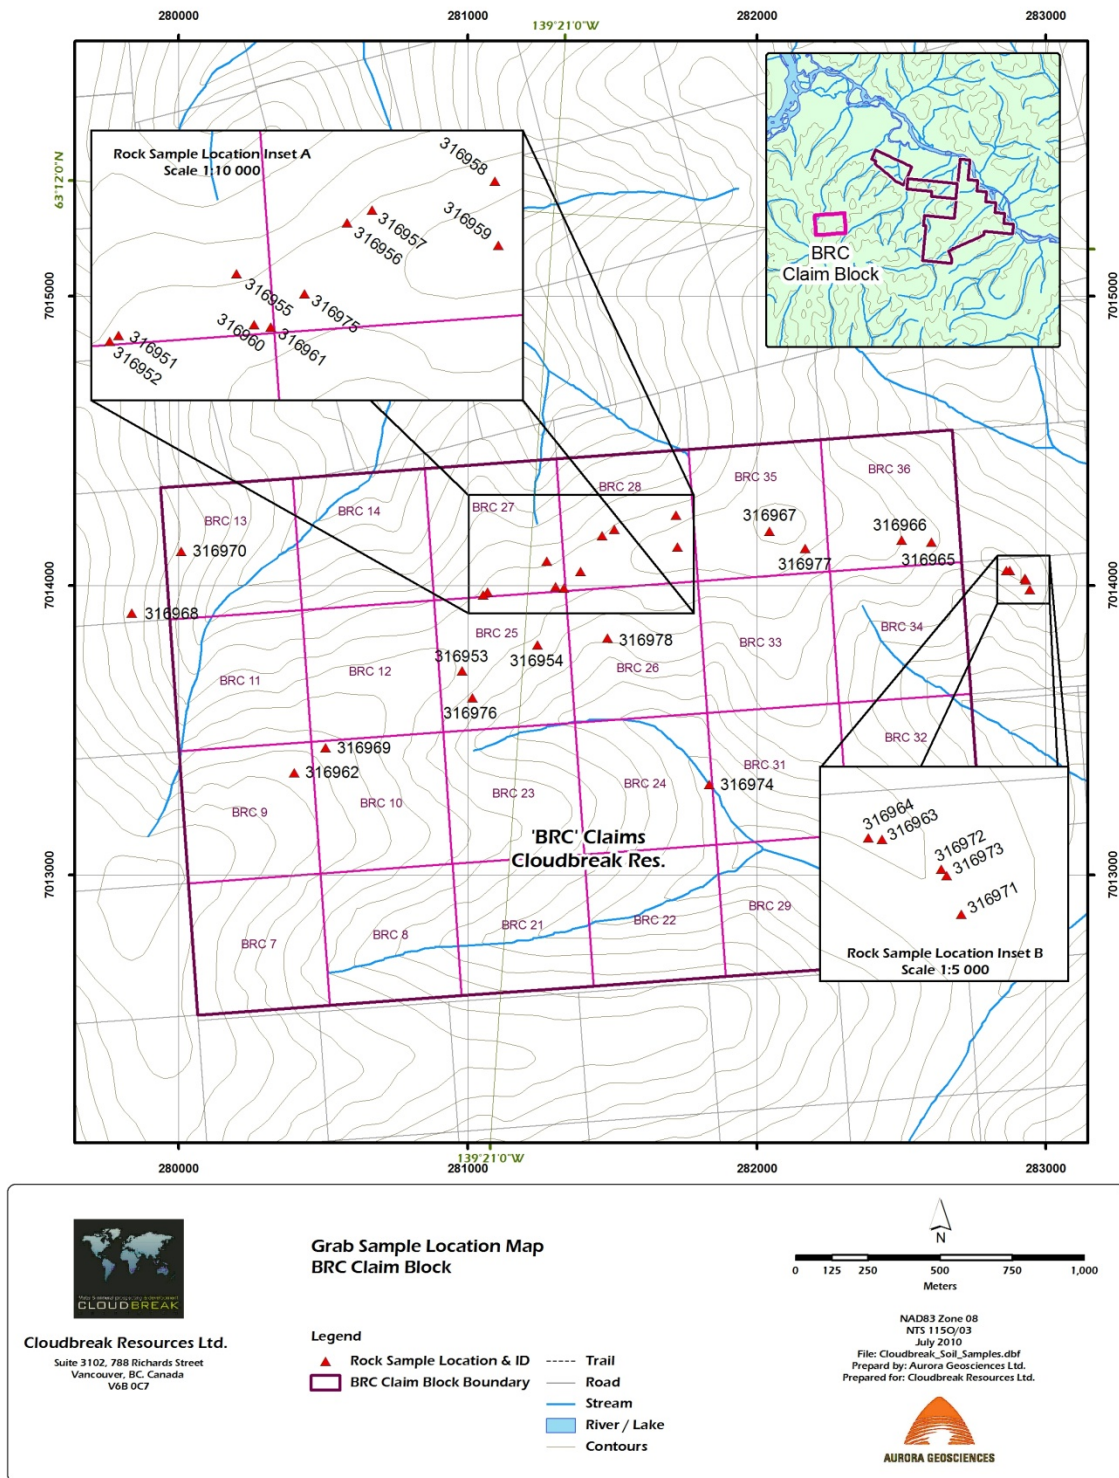 280000
281000
282000
283000
139°21'0"W
63°12'0"N
7015000
7015000
7014000
7014000
7013000
7013000
Rock Sample Location Inset A
Scale 1:10 000
316958
316957
316959
316956
316955
316975
316960
316961
316951
316952
BRC
Claim Block
BRC 13
BRC 14
BRC 27
BRC 28
BRC 35
BRC 36
316970
316967
316977
316966
316965
316968
BRC 11
BRC 12
BRC 25
BRC 26
BRC 33
BRC 34
316953
316954
316978
316976
316969
316962
BRC 9
BRC 10
BRC 23
BRC 24
BRC 31
BRC 32
316974
'BRC' Claims
Cloudbreak Res.
BRC 7
BRC 8
BRC 21
BRC 22
BRC 29
316964
316963
316972
316973
316971
Rock Sample Location Inset B
Scale 1:5 000
280000
281000
139°21'0"W
282000
283000
CLOUDBREAK
Cloudbreak Resources Ltd.
Suite 3102, 788 Richards Street
Vancouver, BC. Canada
V6B 0C7
Grab Sample Location Map
BRC Claim Block
Legend
Rock Sample Location & ID
BRC Claim Block Boundary
Trail
Road
Stream
River / Lake
Contours
N
0 125 250 500 750 1,000
Meters
NAD83 Zone 08
NTS 115O/03
July 2010
File: Cloudbreak_Soil_Samples.dbf
Prepard by: Aurora Geosciences Ltd.
Prepared for: Cloudbreak Resources Ltd.
AURORA GEOSCIENCES